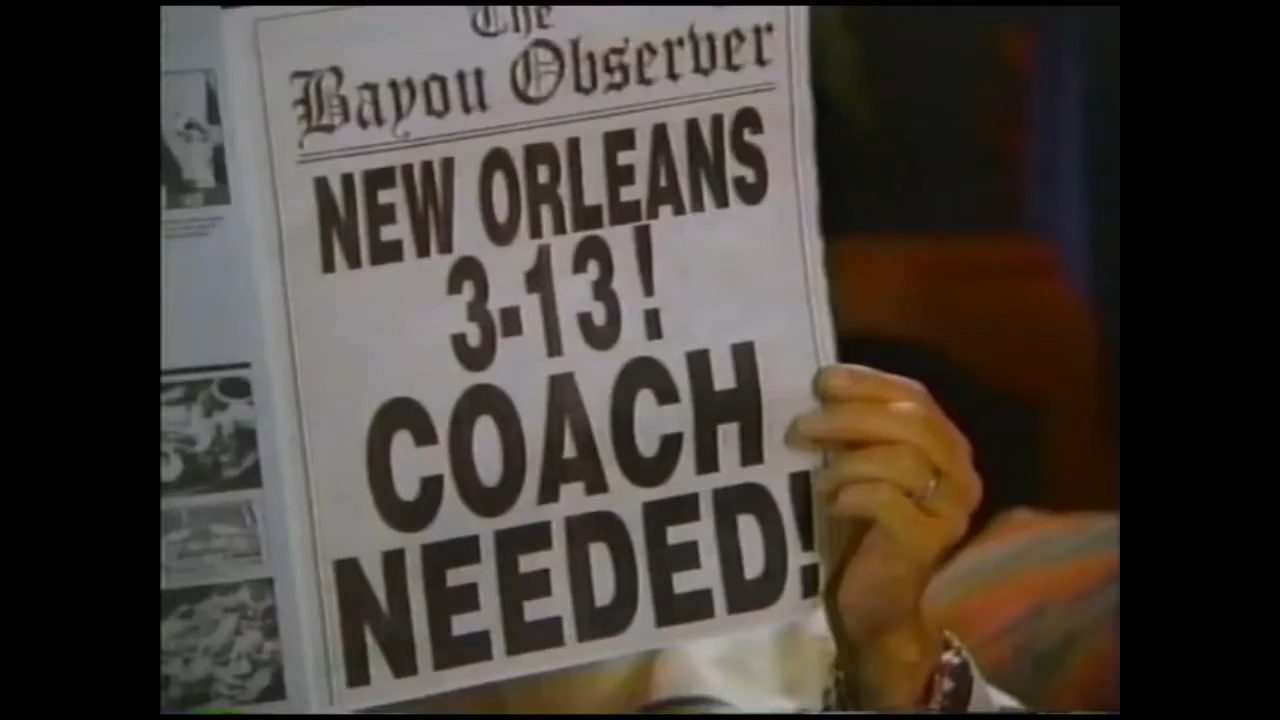 The
Bayou Observer
NEW ORLEANS
3-13!
COACH
NEEDED!